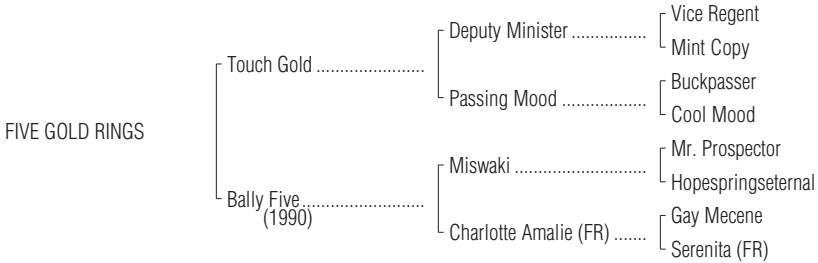 Vice Regent
Deputy Minister .................
Mint Copy
Touch Gold ........................
Buckpasser
Passing Mood ...................
Cool Mood
FIVE GOLD RINGS
Mr. Prospector
Miswaki .............................
Hopespringseternal
Bally Five ...........................
(1990)
Gay Mecene
Charlotte Amalie (FR) .......
Serenita (FR)